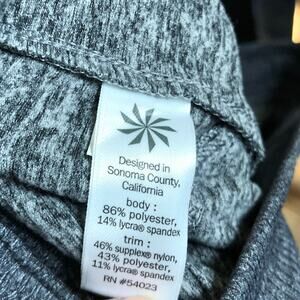 Designed in
Sonoma County,
California
body :
86% polyester,
14% lycra® spandex
trim :
46% supplex® nylon,
43% polyester,
11% lycra® spandex
RN #54023